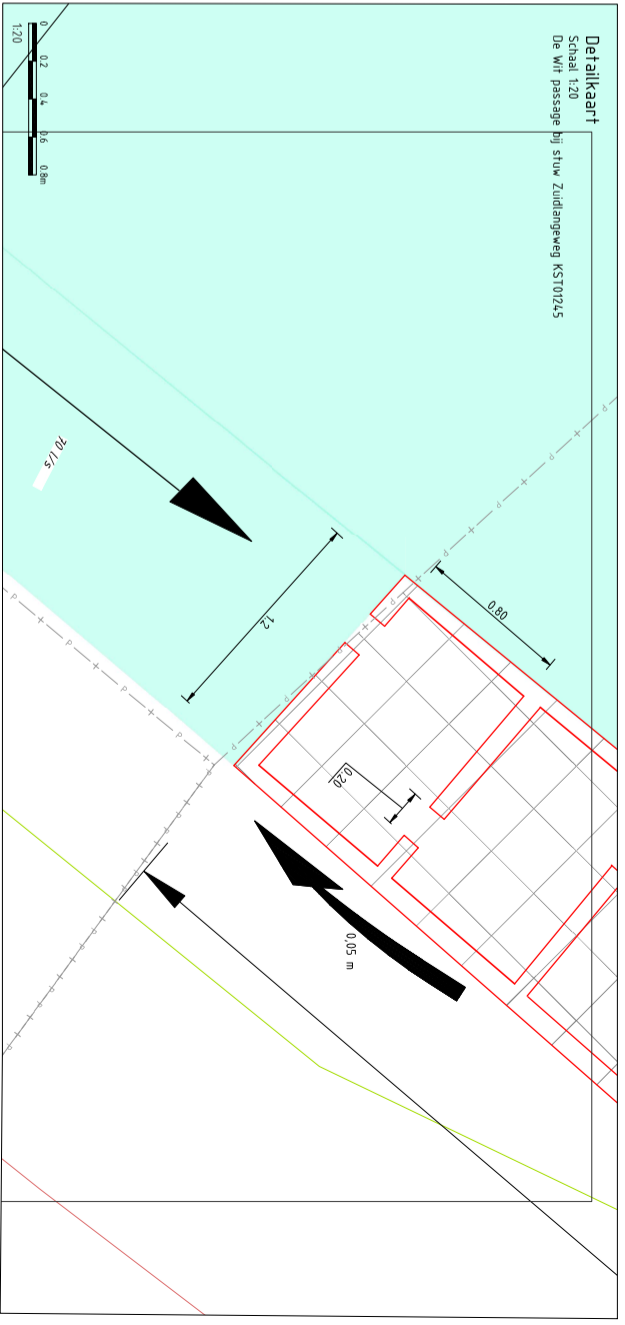 Detailkaart
Schaal 1:20
De Wit passage bij stuw Zuidlangeweg KST01245
0 0.2 0.4 0.6 0.8m
1:20
70 l/s
1.2
0.80
0.20
0,05 m